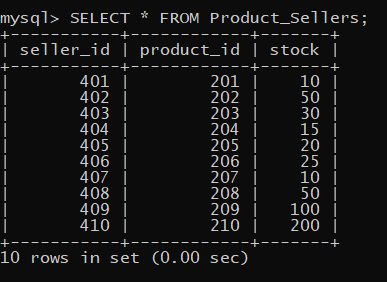 mysql> SELECT * FROM Product_Sellers;
+-----------+------------+-------+
| seller_id | product_id | stock |
+-----------+------------+-------+
|       401 |        201 |    10 |
|       402 |        202 |    50 |
|       403 |        203 |    30 |
|       404 |        204 |    15 |
|       405 |        205 |    20 |
|       406 |        206 |    25 |
|       407 |        207 |    10 |
|       408 |        208 |    50 |
|       409 |        209 |   100 |
|       410 |        210 |   200 |
+-----------+------------+-------+
10 rows in set (0.00 sec)